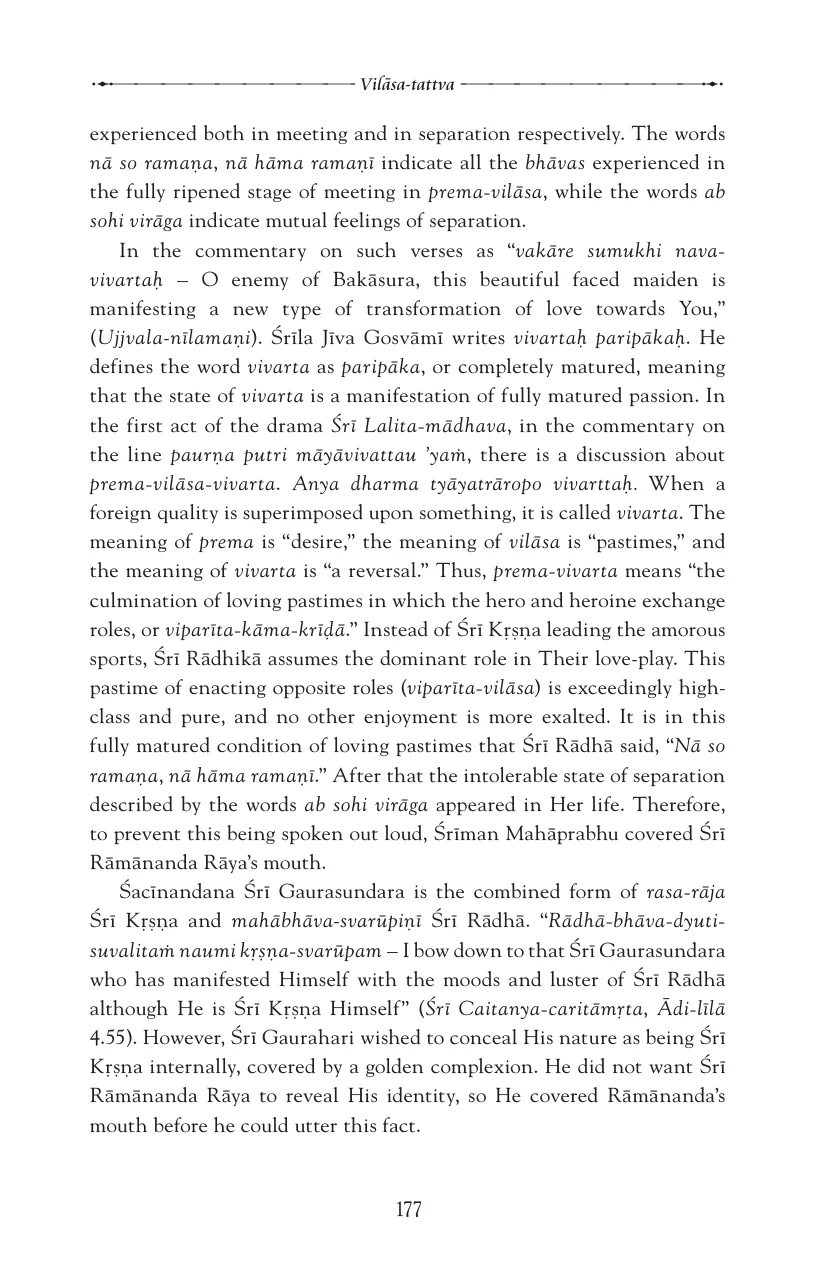 Vilāsa-tattva
experienced both in meeting and in separation respectively. The words
nā so ramaṇa, nā hāma ramaṇī indicate all the bhāvas experienced in
the fully ripened stage of meeting in prema-vilāsa, while the words ab
sohi virāga indicate mutual feelings of separation.
In the commentary on such verses as “vakāre sumukhi nava-
vivartaḥ – O enemy of Bakāsura, this beautiful faced maiden is
manifesting a new type of transformation of love towards You,”
(Ujjvala-nīlamaṇi). Śrīla Jīva Gosvāmī writes vivartaḥ paripākaḥ. He
defines the word vivarta as paripāka, or completely matured, meaning
that the state of vivarta is a manifestation of fully matured passion. In
the first act of the drama Śrī Lalita-mādhava, in the commentary on
the line paurṇa putri māyāvivattau ’yaṁ, there is a discussion about
prema-vilāsa-vivarta. Anya dharma tyāyatrāropo vivarttaḥ. When a
foreign quality is superimposed upon something, it is called vivarta. The
meaning of prema is “desire,” the meaning of vilāsa is “pastimes,” and
the meaning of vivarta is “a reversal.” Thus, prema-vivarta means “the
culmination of loving pastimes in which the hero and heroine exchange
roles, or viparīta-kāma-krīḍā.” Instead of Śrī Kṛṣṇa leading the amorous
sports, Śrī Rādhikā assumes the dominant role in Their love-play. This
pastime of enacting opposite roles (viparīta-vilāsa) is exceedingly high-
class and pure, and no other enjoyment is more exalted. It is in this
fully matured condition of loving pastimes that Śrī Rādhā said, “Nā so
ramaṇa, nā hāma ramaṇī.” After that the intolerable state of separation
described by the words ab sohi virāga appeared in Her life. Therefore,
to prevent this being spoken out loud, Śrīman Mahāprabhu covered Śrī
Rāmānanda Rāya’s mouth.
Śacīnandana Śrī Gaurasundara is the combined form of rasa-rāja
Śrī Kṛṣṇa and mahābhāva-svarūpiṇī Śrī Rādhā. “Rādhā-bhāva-dyuti-
suvalitaṁ naumi kṛṣṇa-svarūpam – I bow down to that Śrī Gaurasundara
who has manifested Himself with the moods and luster of Śrī Rādhā
although He is Śrī Kṛṣṇa Himself” (Śrī Caitanya-caritāmṛta, Ādi-līlā
4.55). However, Śrī Gaurahari wished to conceal His nature as being Śrī
Kṛṣṇa internally, covered by a golden complexion. He did not want Śrī
Rāmānanda Rāya to reveal His identity, so He covered Rāmānanda’s
mouth before he could utter this fact.
177